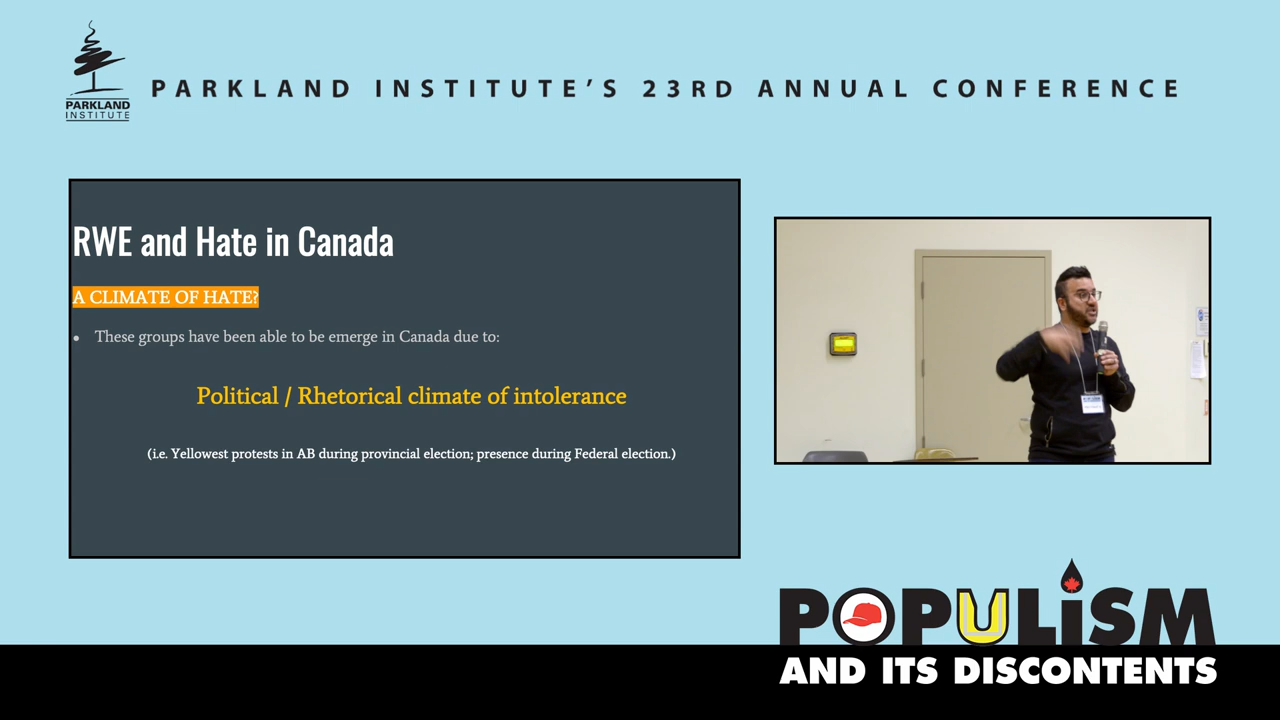 PARKLAND
INSTITUTE
PARKLAND INSTITUTE'S 23RD ANNUAL CONFERENCE
RWE and Hate in Canada
A CLIMATE OF HATE?
• These groups have been able to be emerge in Canada due to:
Political / Rhetorical climate of intolerance
(i.e. Yellowest protests in AB during provincial election; presence during Federal election.)
POPULiSM
AND ITS DISCONTENTS